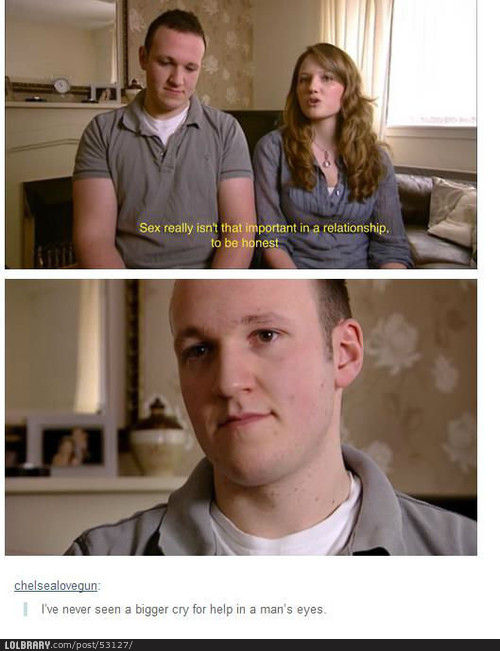 Sex really isn't that important in a relationship,
to be honest
chelsealovegun:
I've never seen a bigger cry for help in a man's eyes.
LOLBRARY.com/post/53127/